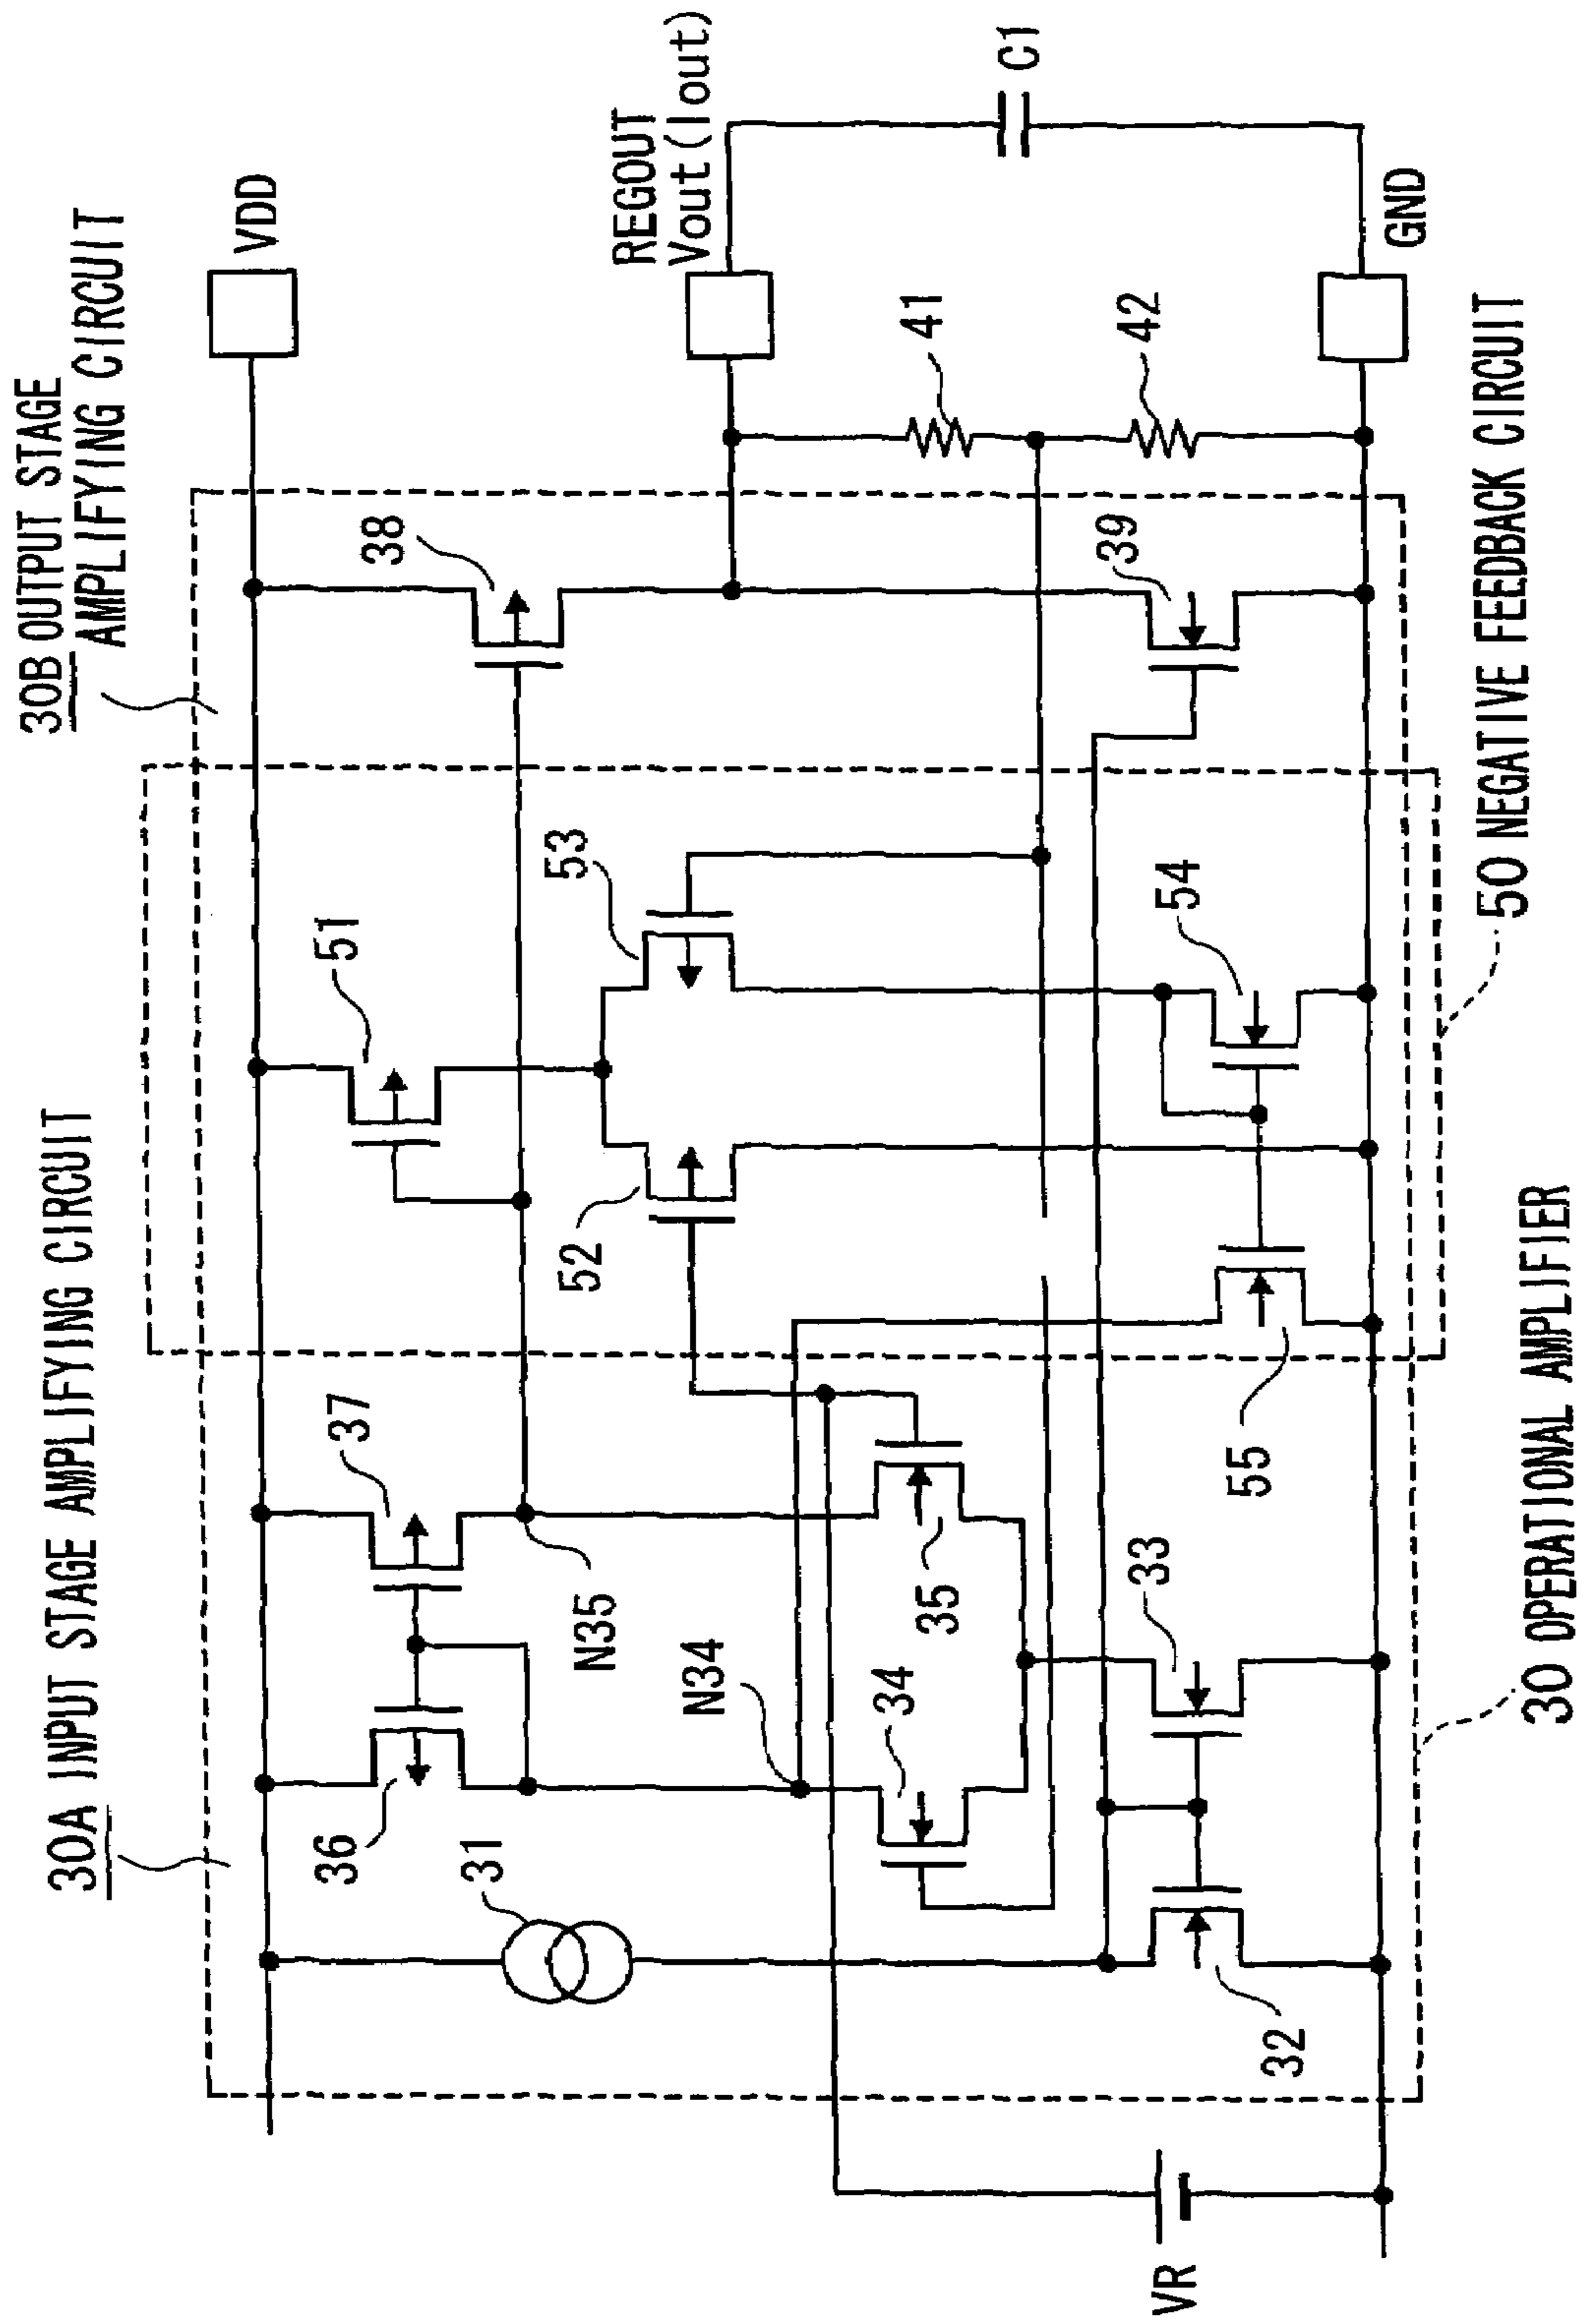 30A INPUT STAGE AMPLIFYING CIRCUIT
30B OUTPUT STAGE
AMPLIFYING CIRCUIT
VDD
36
37
51
38
31
N35
52
53
REGOUT
Vout(Iout)
N34
34
35
41
C1
VR
32
33
55
54
39
42
GND
30 OPERATIONAL AMPLIFIER
50 NEGATIVE FEEDBACK CIRCUIT